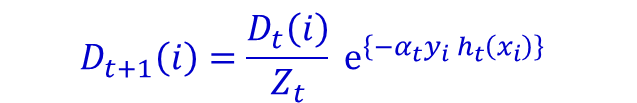 D_{t+1}(i) = \frac{D_t(i)}{Z_t} e^{\{-\alpha_t y_i h_t(x_i)\}}